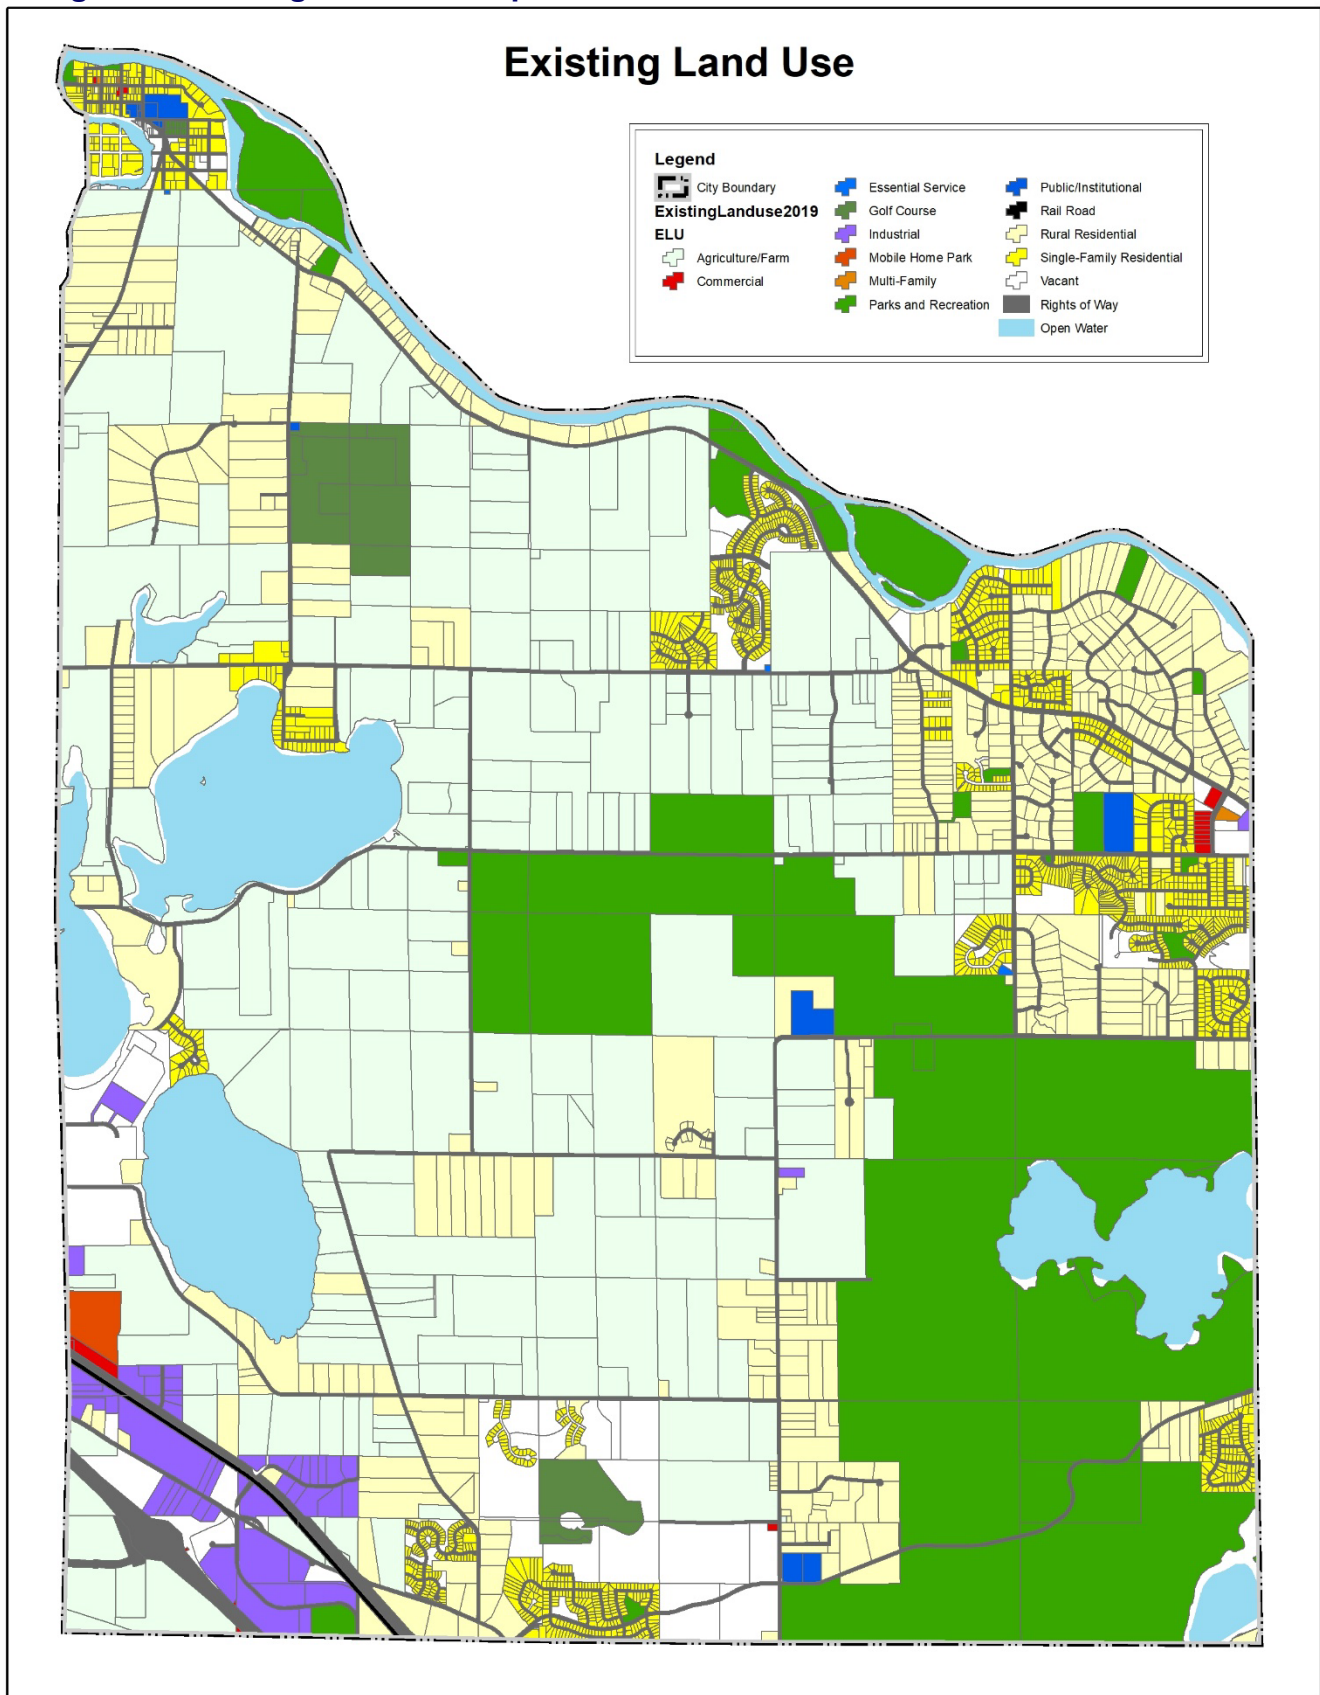 Existing Land Use
Legend
City Boundary
ExistingLanduse2019
ELU
Agriculture/Farm
Commercial
Essential Service
Golf Course
Industrial
Mobile Home Park
Multi-Family
Parks and Recreation
Public/Institutional
Rail Road
Rural Residential
Single-Family Residential
Vacant
Rights of Way
Open Water